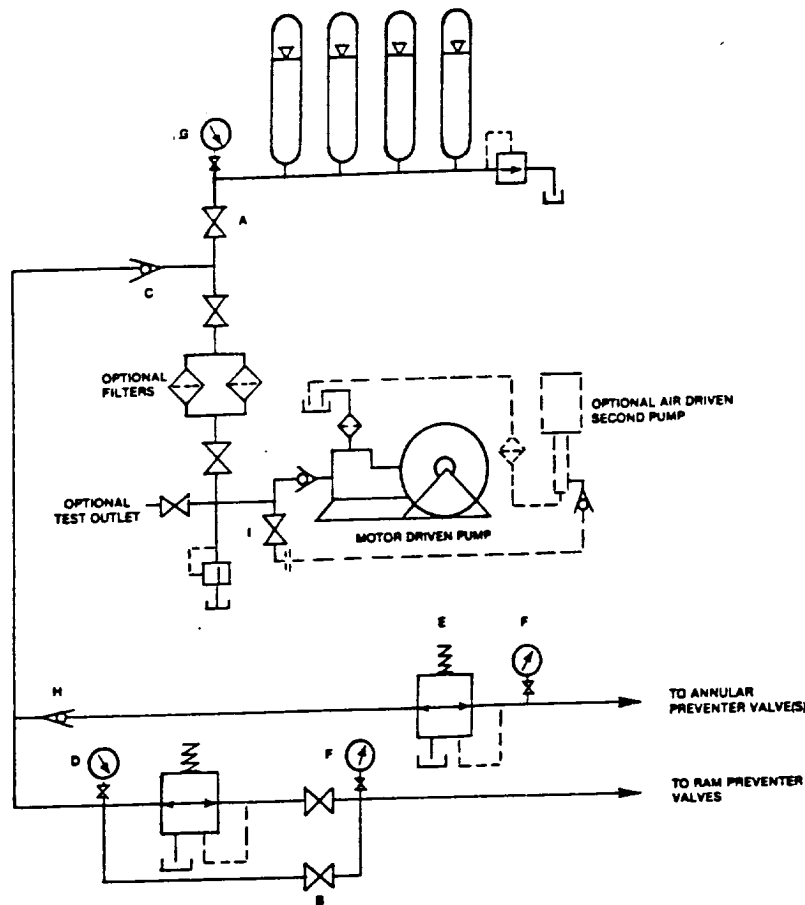 G
A
C
OPTIONAL
FILTERS
OPTIONAL AIR DRIVEN
SECOND PUMP
OPTIONAL
TEST OUTLET
I
MOTOR DRIVEN PUMP
E
F
H
TO ANNULAR
PREVENTER VALVE(S)
D
F
TO RAM PREVENTER
VALVES
B